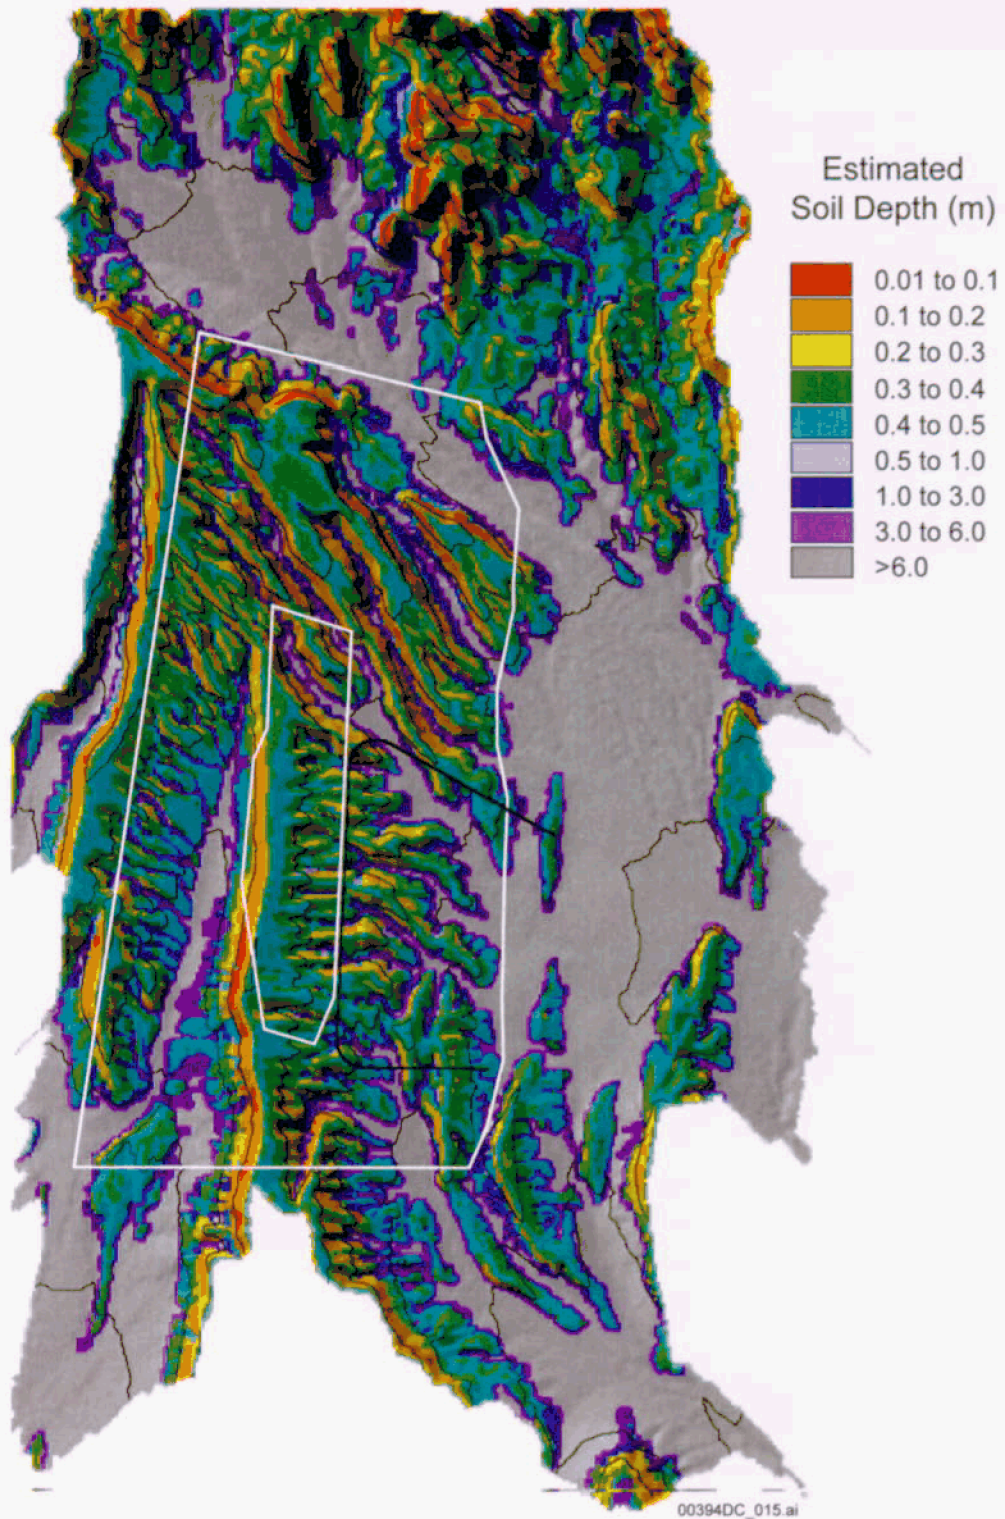 Estimated
Soil Depth (m)
0.01 to 0.1
0.1 to 0.2
0.2 to 0.3
0.3 to 0.4
0.4 to 0.5
0.5 to 1.0
1.0 to 3.0
3.0 to 6.0
>6.0
00394DC_015.ai